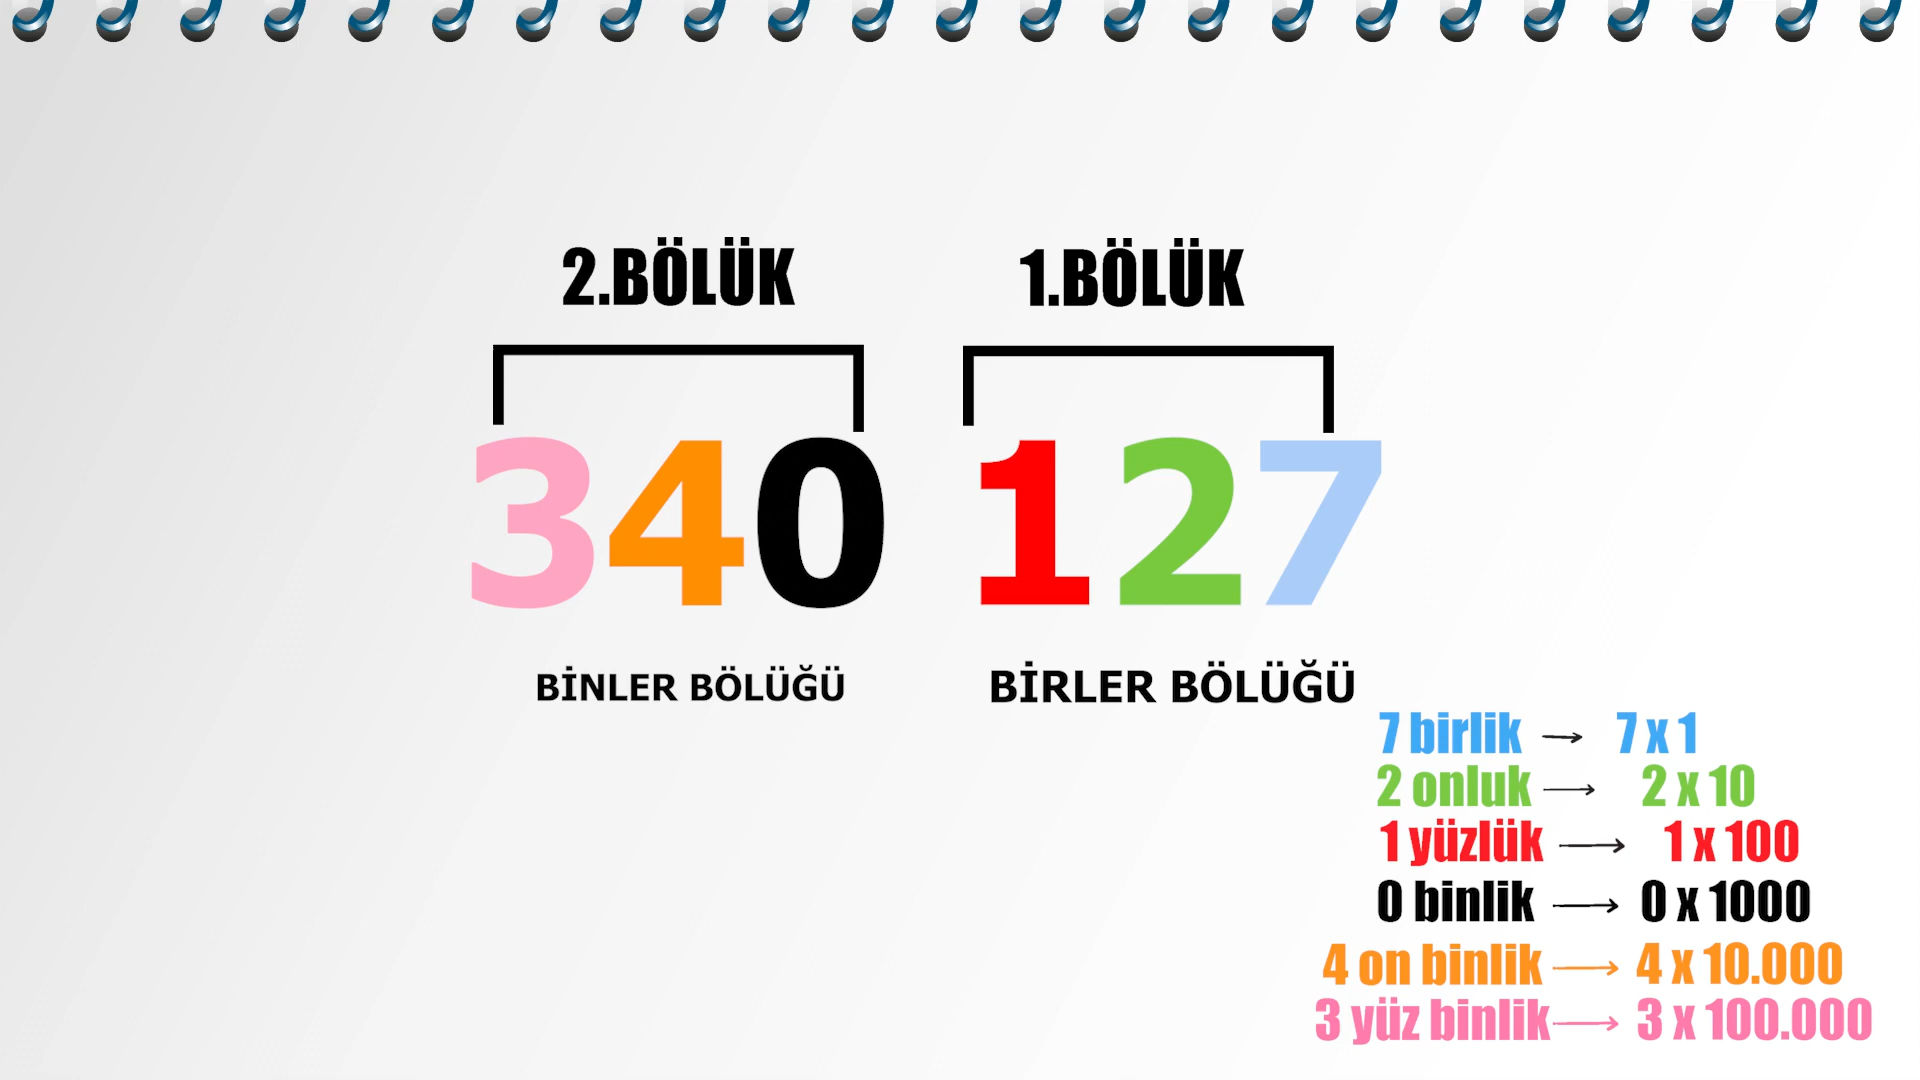 2.BÖLÜK 1.BÖLÜK
340 127
BİNLER BÖLÜĞÜ BİRLER BÖLÜĞÜ
7 birlik → 7 x 1
2 onluk → 2 x 10
1 yüzlük → 1 x 100
0 binlik → 0 x 1000
4 on binlik → 4 x 10.000
3 yüz binlik → 3 x 100.000